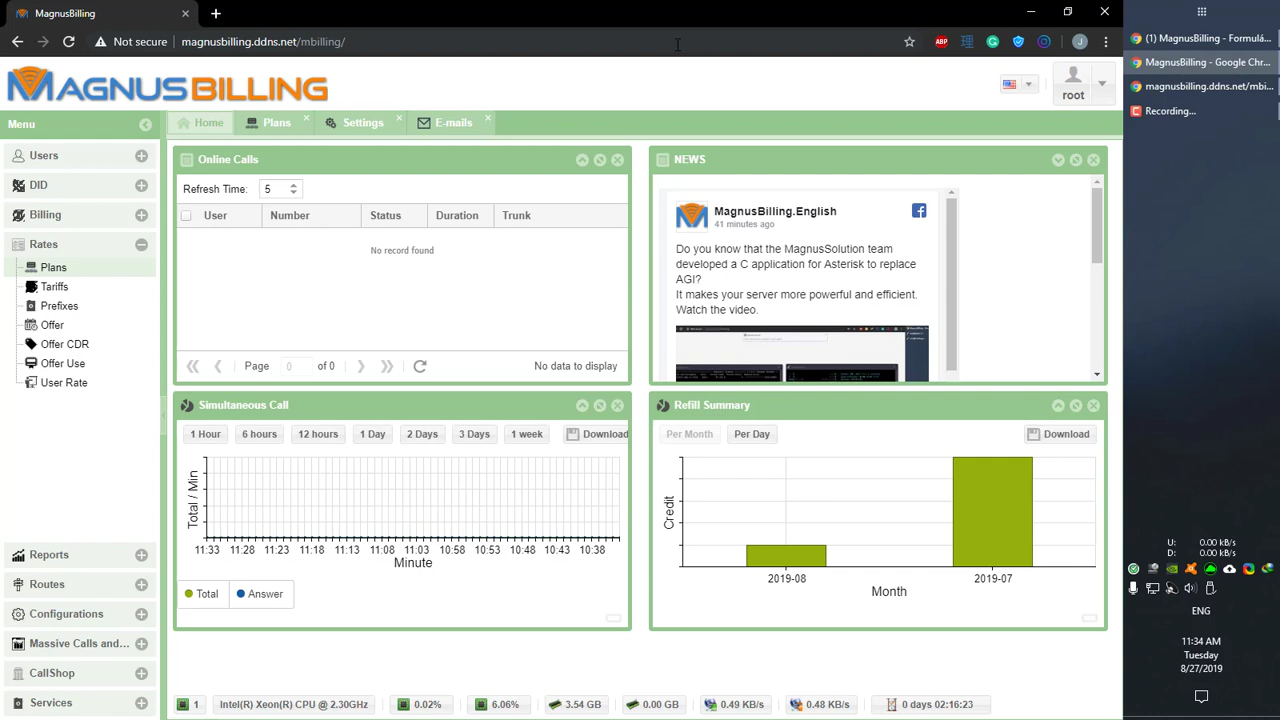 MagnusBilling
Not secure
magnusbilling.ddns.net/mbilling/
ABP
J
MAGNUSBILLING
root
Menu
Home
Plans
Settings
E-mails
Users
DID
Billing
Rates
Plans
Tariffs
Prefixes
Offer
Offer CDR
Offer Use
User Rate
Reports
Routes
Configurations
Massive Calls and...
CallShop
Services
Online Calls
Refresh Time: 5
User Number Status Duration Trunk
No record found
Page 0 of 0
No data to display
NEWS
MagnusBilling.English
41 minutes ago
Do you know that the MagnusSolution team
developed a C application for Asterisk to replace
AGI?
It makes your server more powerful and efficient.
Watch the video.
Simultaneous Call
1 Hour 6 hours 12 hours 1 Day 2 Days 3 Days 1 week Download
Total / Min
11:33 11:28 11:23 11:18 11:13 11:08 11:03 10:58 10:53 10:48 10:43 10:38
Minute
Total Answer
Refill Summary
Per Month Per Day Download
Credit
2019-08 2019-07
Month
1 Intel(R) Xeon(R) CPU @ 2.30GHz 0.02% 6.06% 3.54 GB 0.00 GB 0.49 KB/s 0.48 KB/s 0 days 02:16:23
(1) MagnusBilling - Formulá...
MagnusBilling - Google Chr...
magnusbilling.ddns.net/mbi...
Recording...
U: 0.00 kB/s
D: 0.00 kB/s
ENG
11:34 AM
Tuesday
8/27/2019